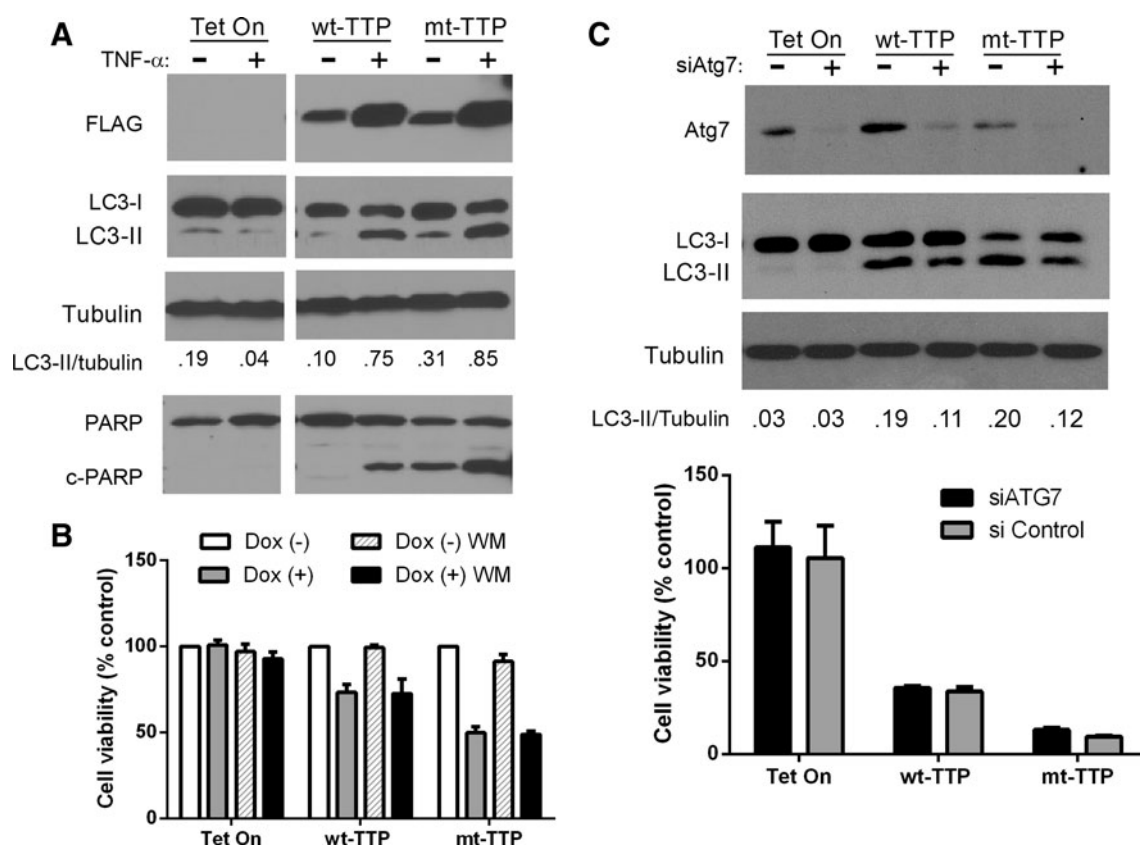 A
Tet On wt-TTP mt-TTP
TNF-α: – + – + – +
FLAG
LC3-I
LC3-II
Tubulin
LC3-II/tubulin .19 .04 .10 .75 .31 .85
PARP
c-PARP
B
Dox (-) Dox (-) WM
Dox (+) Dox (+) WM
Cell viability (% control)
150
100
50
0
Tet On wt-TTP mt-TTP
C
Tet On wt-TTP mt-TTP
siAtg7: – + – + – +
Atg7
LC3-I
LC3-II
Tubulin
LC3-II/Tubulin .03 .03 .19 .11 .20 .12
siATG7
si Control
Cell viability (% control)
150
100
50
0
Tet On wt-TTP mt-TTP